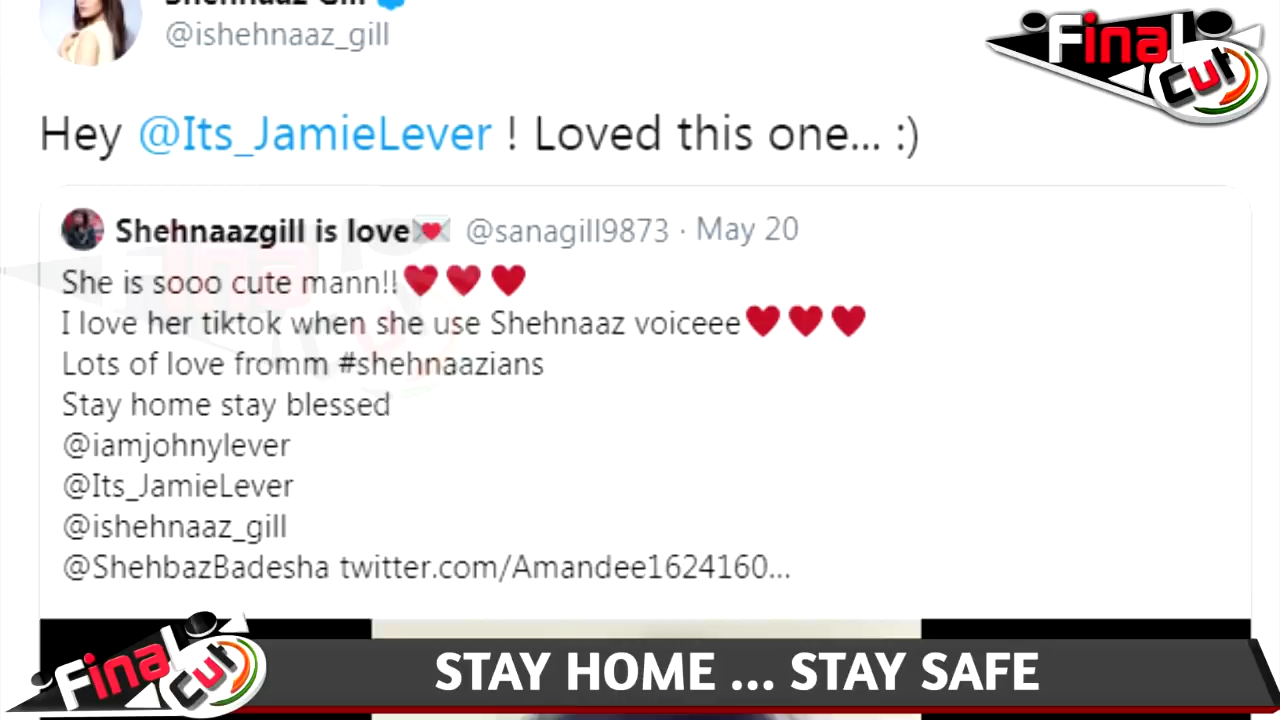 Shehnaaz Gill
@ishehnaaz_gill
Final
Cut
Hey @Its_JamieLever ! Loved this one... :)
Shehnaazgill is love💌 @sanagill9873 · May 20
She is sooo cute mann!!❤❤❤
I love her tiktok when she use Shehnaaz voiceee❤❤❤
Lots of love fromm #shehnaazians
Stay home stay blessed
@iamjohnylever
@Its_JamieLever
@ishehnaaz_gill
@ShehbazBadesha twitter.com/Amandee1624160...
Final
Cut
STAY HOME ... STAY SAFE